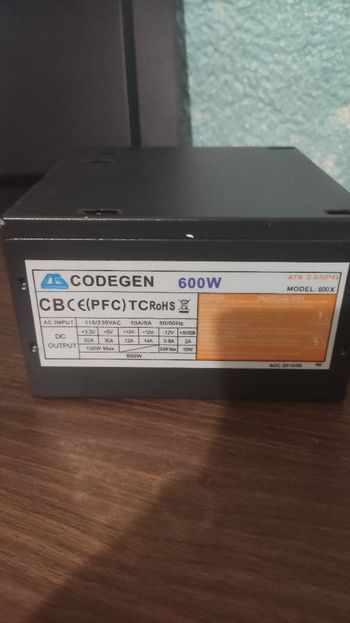 CODEGEN 600W
ATX 2.03(P4)
MODEL: 600X
CB CE (PFC) TC RoHS
AC INPUT 115/230VAC 10A/5A 50/60Hz
DC OUTPUT
+3.3V +5V +12V +12V -12V +5VSB
20A 30A 12A 14A 0.8A 2A
130W Max. 10W
600W